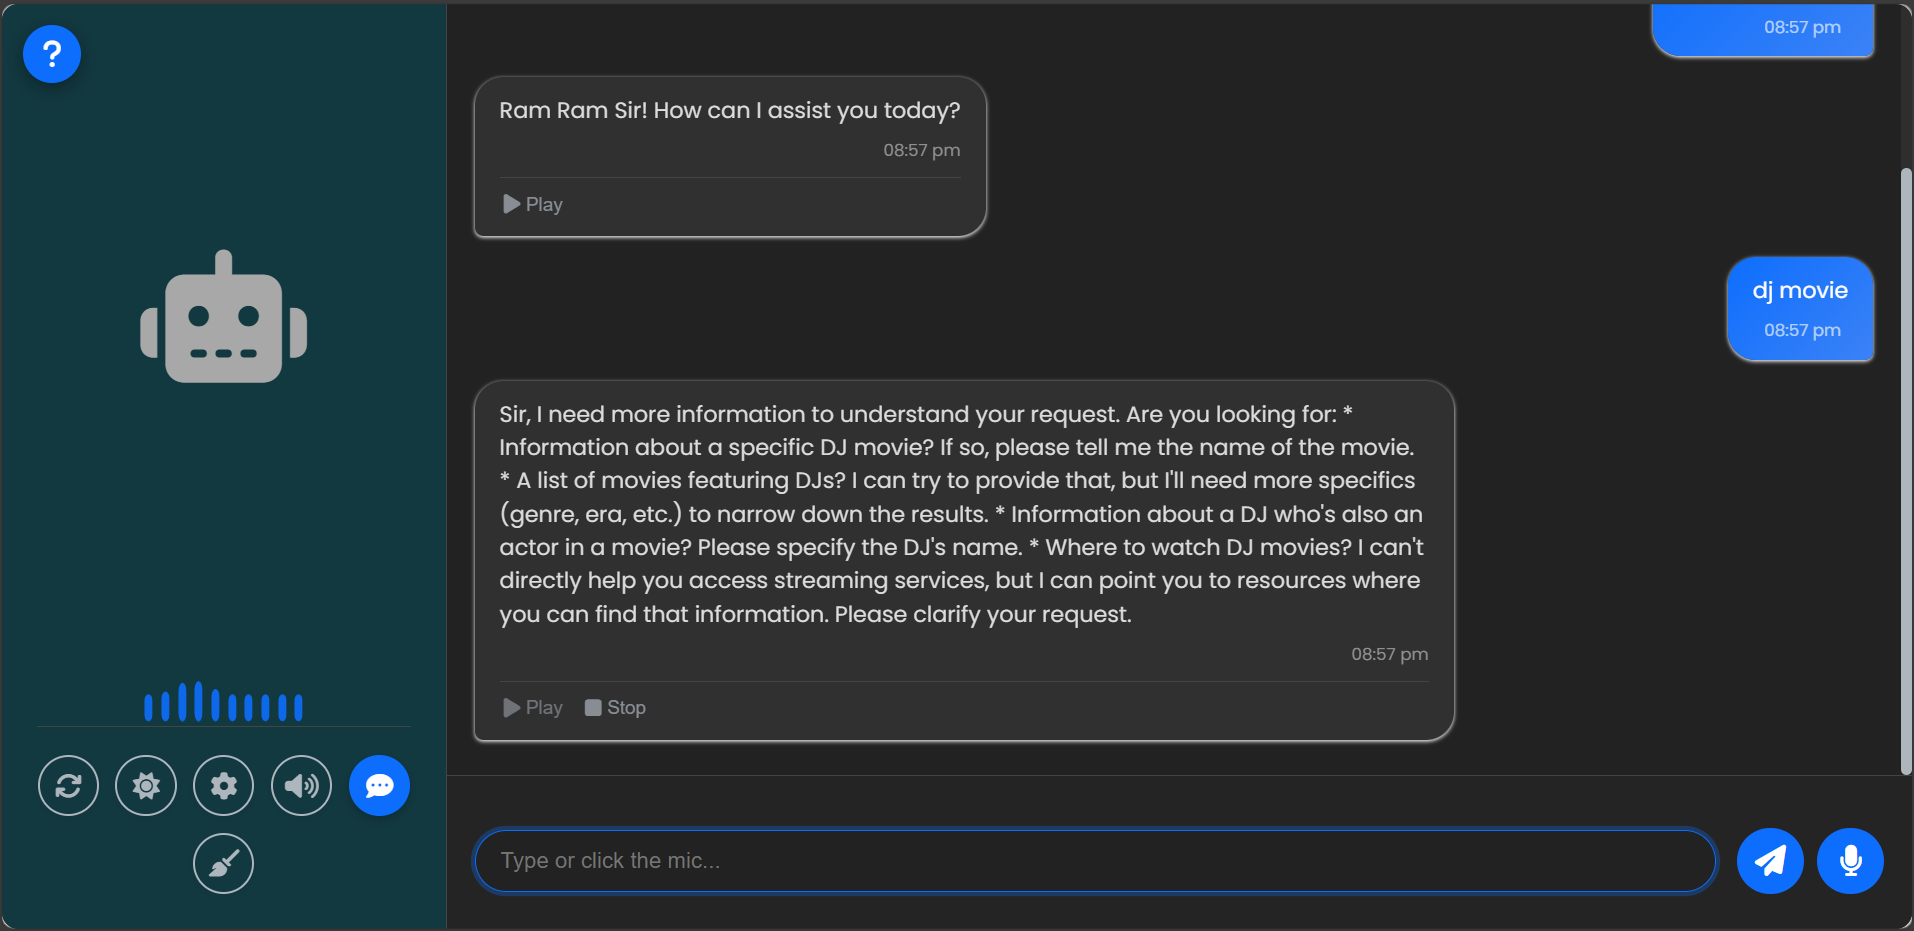 ?
08:57 pm
Ram Ram Sir! How can I assist you today?
08:57 pm
Play
dj movie
08:57 pm
Sir, I need more information to understand your request. Are you looking for: *
Information about a specific DJ movie? If so, please tell me the name of the movie.
* A list of movies featuring DJs? I can try to provide that, but I'll need more specifics
(genre, era, etc.) to narrow down the results. * Information about a DJ who's also an
actor in a movie? Please specify the DJ's name. * Where to watch DJ movies? I can't
directly help you access streaming services, but I can point you to resources where
you can find that information. Please clarify your request.
08:57 pm
Play Stop
Type or click the mic...